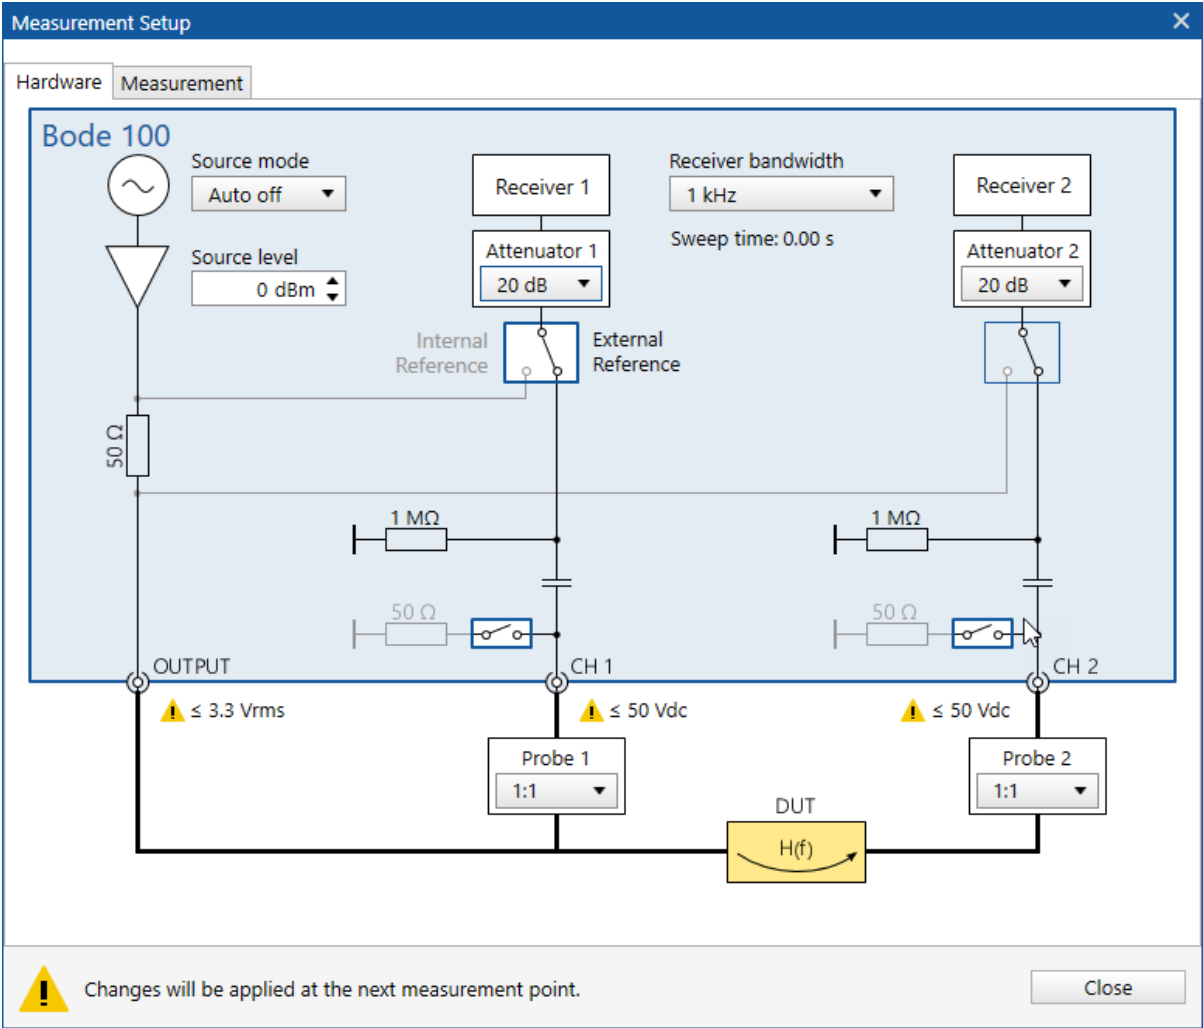 Measurement Setup
Hardware
Measurement
Bode 100
Source mode
Auto off
Source level
0 dBm
Receiver 1
Attenuator 1
20 dB
Internal
Reference
External
Reference
Receiver bandwidth
1 kHz
Sweep time: 0.00 s
Receiver 2
Attenuator 2
20 dB
50 Ω
1 MΩ
1 MΩ
50 Ω
50 Ω
OUTPUT
CH 1
CH 2
≤ 3.3 Vrms
≤ 50 Vdc
≤ 50 Vdc
Probe 1
1:1
Probe 2
1:1
DUT
H(f)
Changes will be applied at the next measurement point.
Close